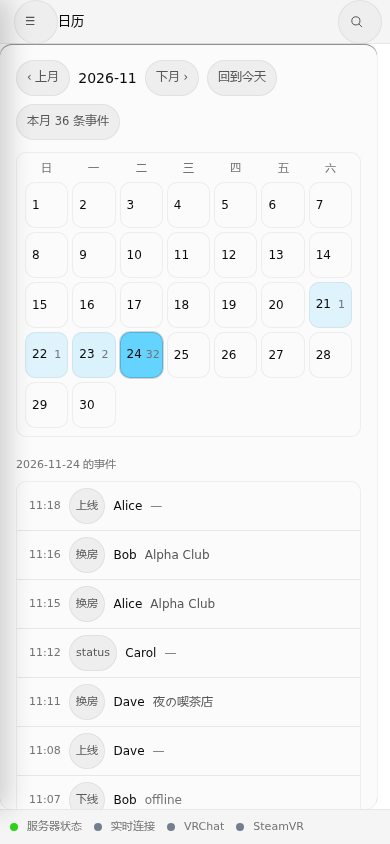 ☰ 日历
‹ 上月 2026-11 下月 › 回到今天
本月 36 条事件
日 一 二 三 四 五 六
1 2 3 4 5 6 7
8 9 10 11 12 13 14
15 16 17 18 19 20 21 1
22 1 23 2 24 32 25 26 27 28
29 30
2026-11-24 的事件
11:18 上线 Alice —
11:16 换房 Bob Alpha Club
11:15 换房 Alice Alpha Club
11:12 status Carol —
11:11 换房 Dave 夜の喫茶店
11:08 上线 Dave —
11:07 下线 Bob offline
服务器状态 实时连接 VRChat SteamVR